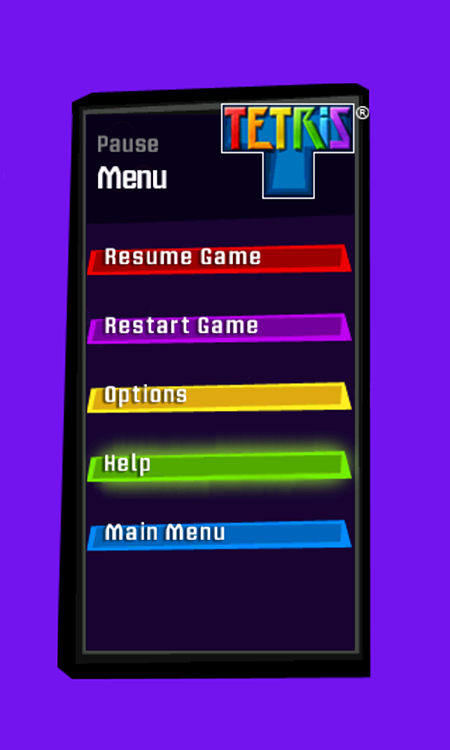 TETRiS®
Pause
Menu
Resume Game
Restart Game
Options
Help
Main Menu